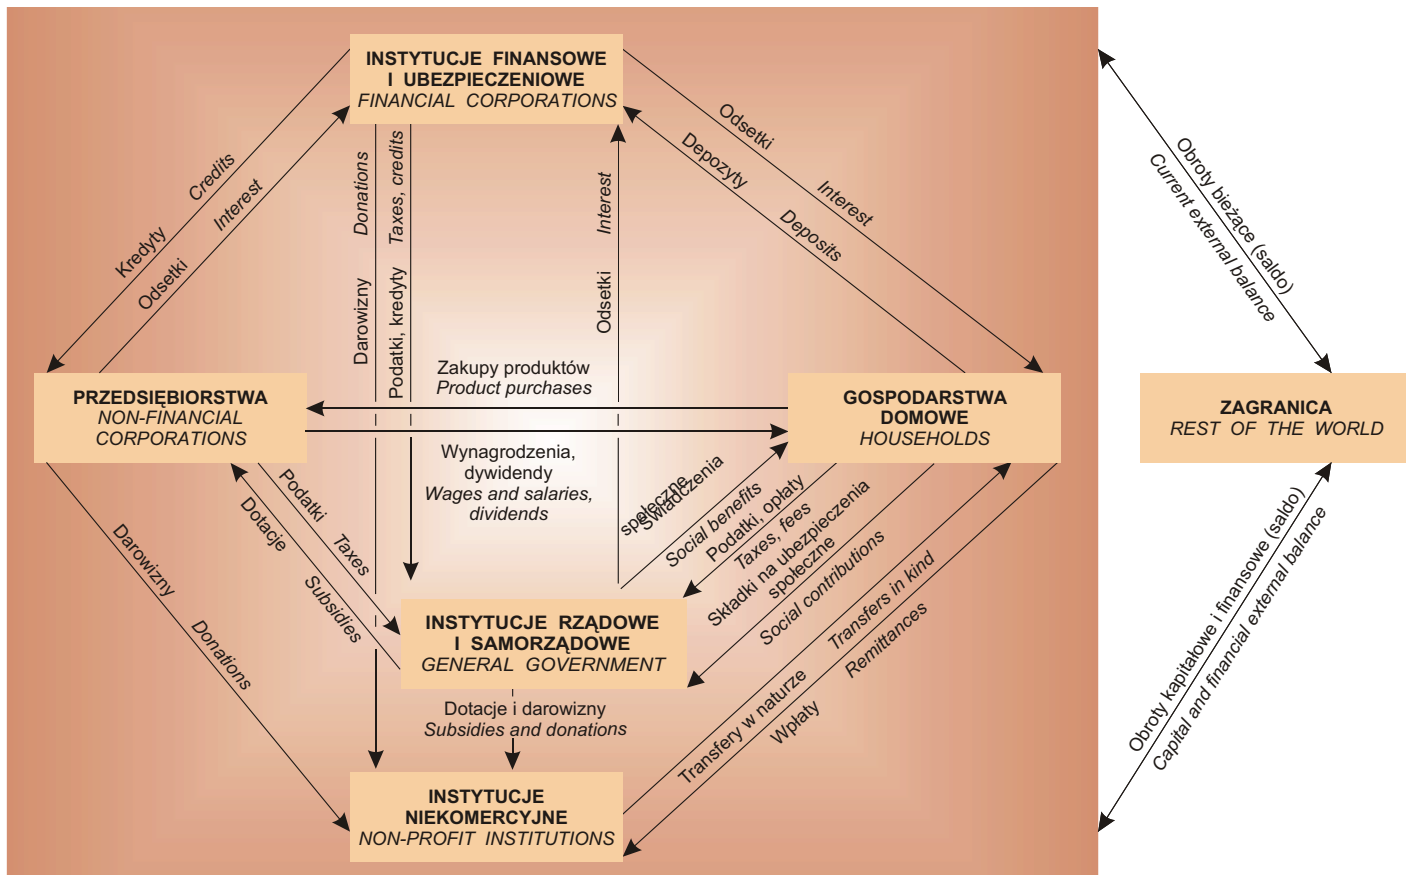 INSTYTUCJE FINANSOWE
I UBEZPIECZENIOWE
FINANCIAL CORPORATIONS
Kredyty
Credits
Odsetki
Interest
Darowizny
Donations
Podatki, kredyty
Taxes, credits
Odsetki
Interest
Odsetki
Interest
Depozyty
Deposits
Obroty bieżące (saldo)
Current external balance
Zakupy produktów
Product purchases
PRZEDSIĘBIORSTWA
NON-FINANCIAL
CORPORATIONS
GOSPODARSTWA
DOMOWE
HOUSEHOLDS
ZAGRANICA
REST OF THE WORLD
Wynagrodzenia,
dywidendy
Wages and salaries,
dividends
Podatki
Taxes
Dotacje
Subsidies
Darowizny
Donations
Świadczenia
społeczne
Social benefits
Podatki, opłaty
Taxes, fees
Składki na ubezpieczenia
społeczne
Social contributions
Transfery w naturze
Transfers in kind
Wpłaty
Remittances
Obroty kapitałowe i finansowe (saldo)
Capital and financial external balance
INSTYTUCJE RZĄDOWE
I SAMORZĄDOWE
GENERAL GOVERNMENT
Dotacje i darowizny
Subsidies and donations
INSTYTUCJE
NIEKOMERCYJNE
NON-PROFIT INSTITUTIONS